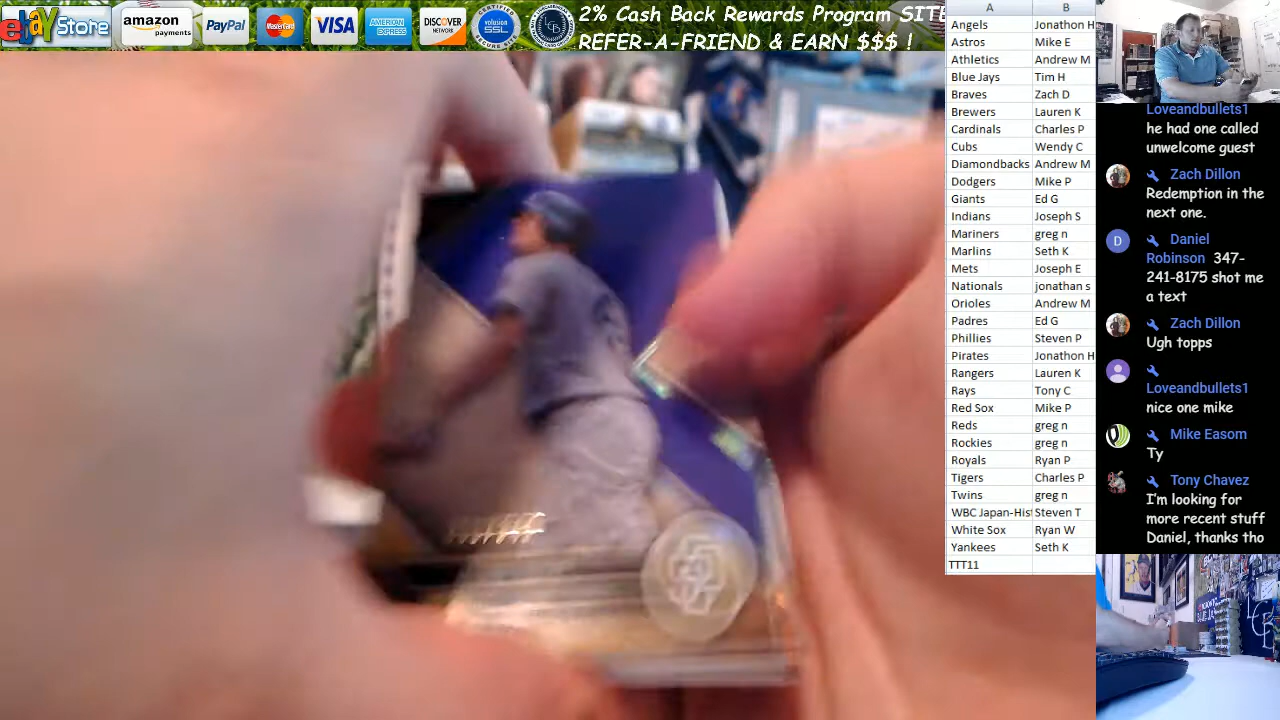 ebay Store
amazon payments
PayPal
MasterCard
VISA
AMERICAN EXPRESS
DISCOVER NETWORK
CERTIFIED
volusion
SSL
SECURE SITE
2% Cash Back Rewards Program SITE
REFER-A-FRIEND & EARN $$$ !
A B
Angels Jonathon H
Astros Mike E
Athletics Andrew M
Blue Jays Tim H
Braves Zach D
Brewers Lauren K
Cardinals Charles P
Cubs Wendy C
Diamondbacks Andrew M
Dodgers Mike P
Giants Ed G
Indians Joseph S
Mariners greg n
Marlins Seth K
Mets Joseph E
Nationals jonathan s
Orioles Andrew M
Padres Ed G
Phillies Steven P
Pirates Jonathon H
Rangers Lauren K
Rays Tony C
Red Sox Mike P
Reds greg n
Rockies greg n
Royals Ryan P
Tigers Charles P
Twins greg n
WBC Japan-Hist Steven T
White Sox Ryan W
Yankees Seth K
TTT11
Loveandbullets1
he had one called
unwelcome guest
Zach Dillon
Redemption in the
next one.
D
Daniel
Robinson 347-
241-8175 shot me
a text
Zach Dillon
Ugh topps
Loveandbullets1
nice one mike
Mike Easom
Ty
Tony Chavez
I'm looking for
more recent stuff
Daniel, thanks tho